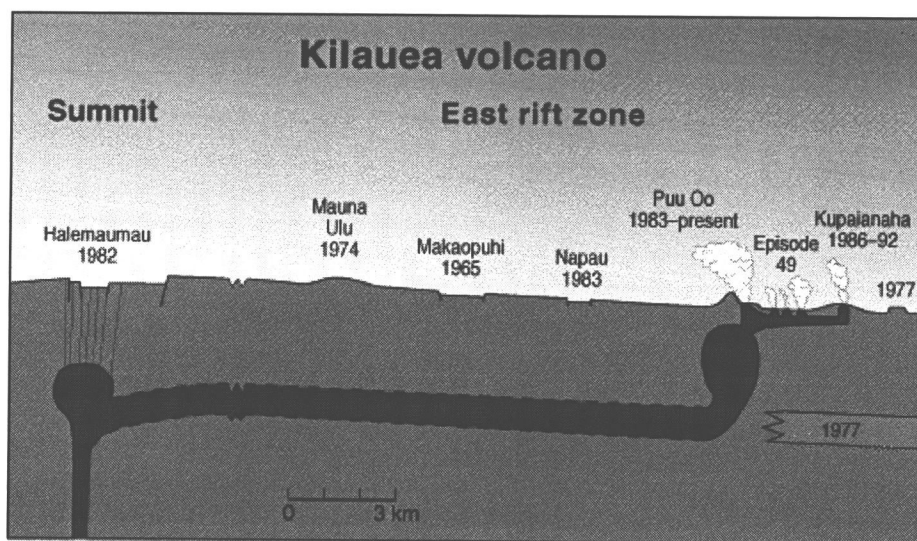 Kilauea volcano
Summit
East rift zone
Halemaumau
1982
Mauna
Ulu
1974
Makaopuhi
1965
Napau
1983
Puu Oo
1983–present
Episode
49
Kupaianaha
1986–92
1977
1977
0 3 km